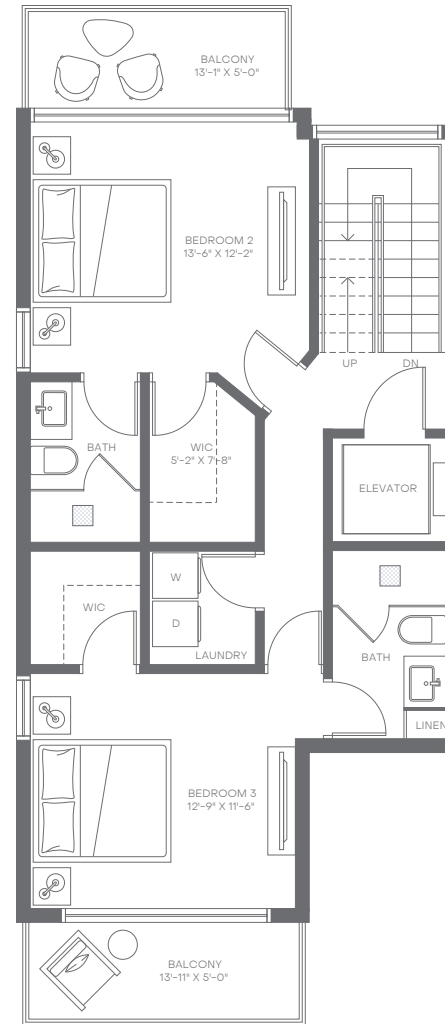 BALCONY
13'-1" X 5'-0"
BEDROOM 2
13'-6" X 12'-2"
UP
DN
BATH
WIC
5'-2" X 7'-8"
ELEVATOR
W
WIC
D
LAUNDRY
BATH
LINEN
BEDROOM 3
12'-9" X 11'-6"
BALCONY
13'-11" X 5'-0"